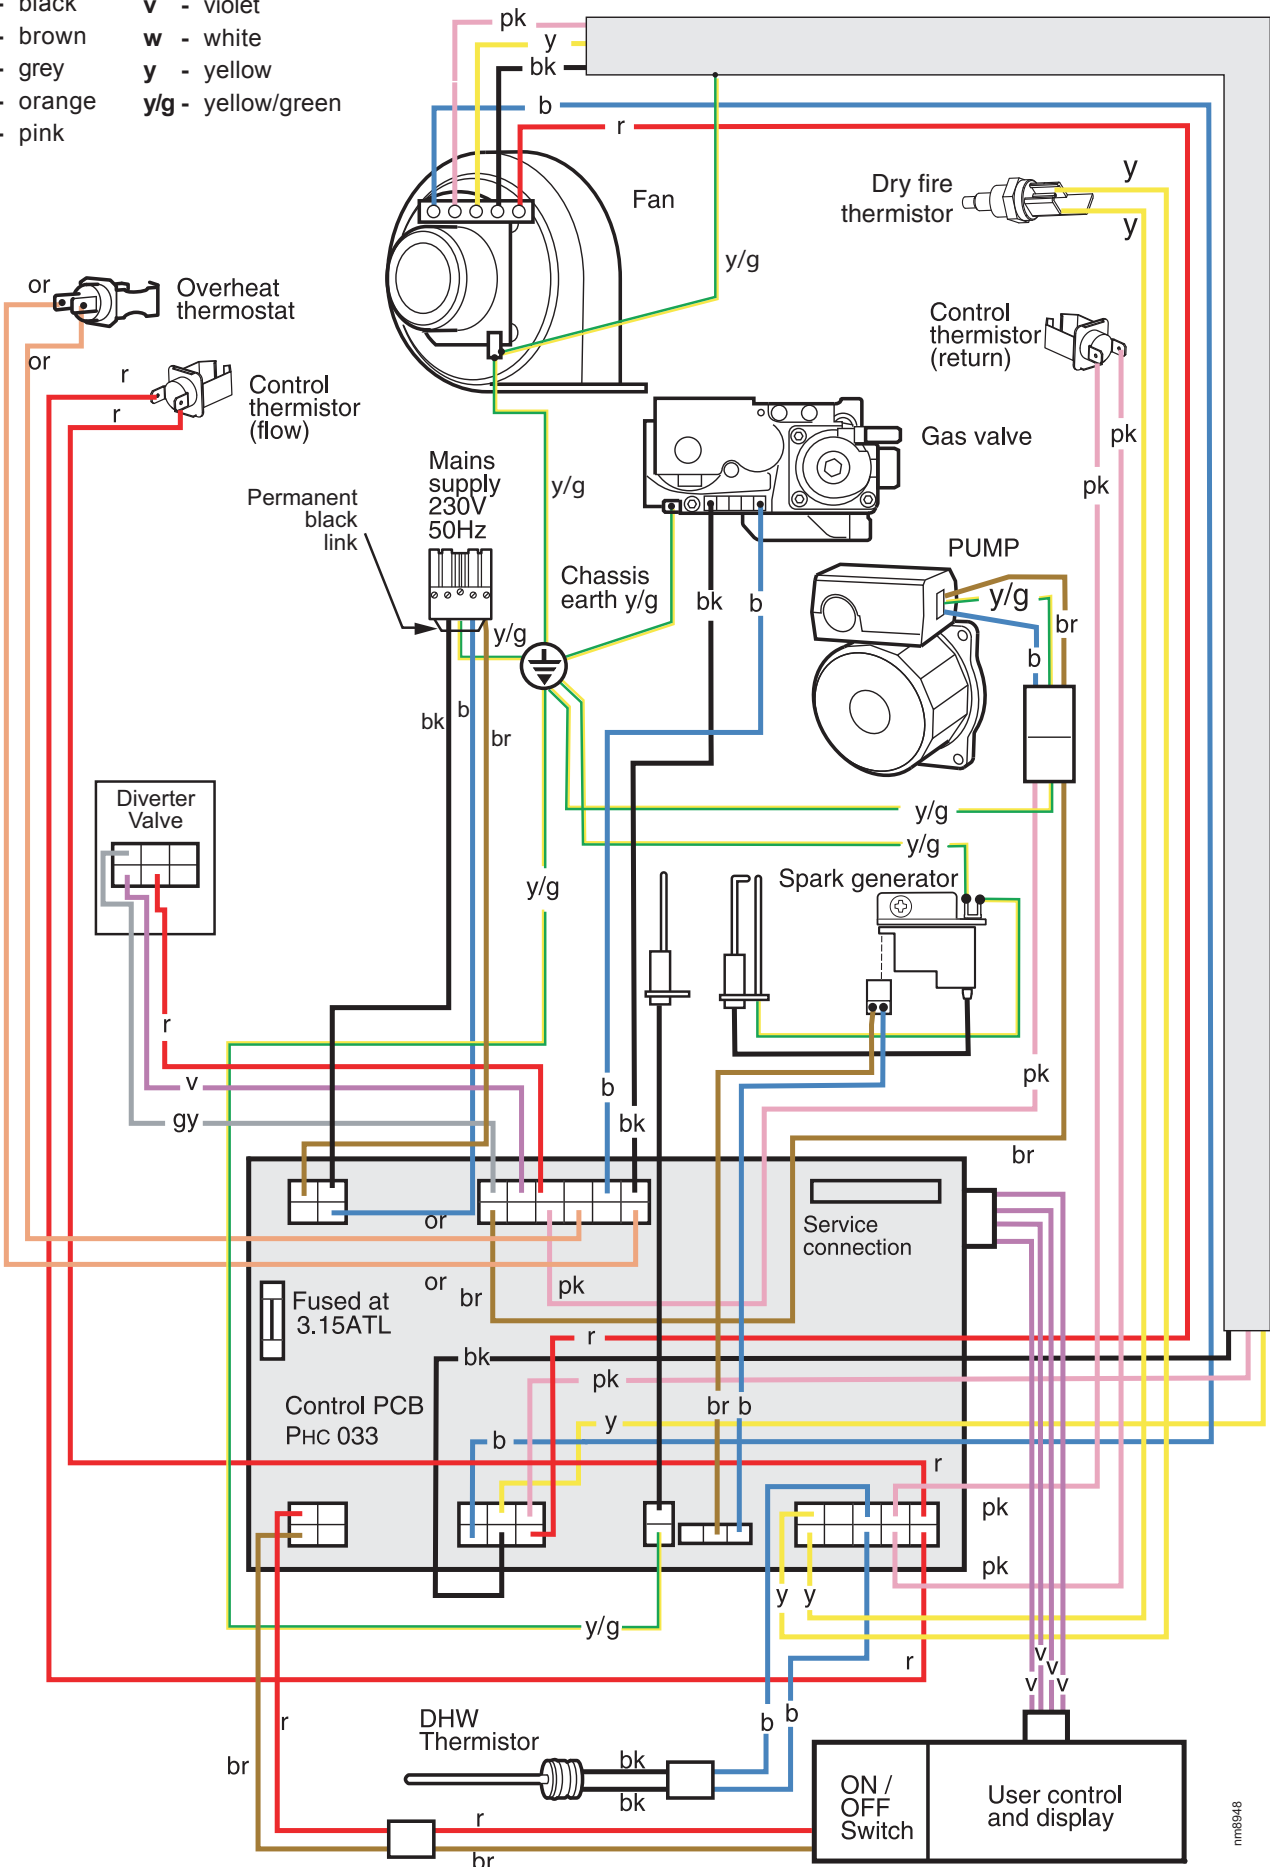 - black v - violet
- brown w - white
- grey y - yellow
- orange y/g - yellow/green
- pink
pk
y
bk
b
r
Fan
Dry fire
thermistor
y
y
y/g
or
Overheat
thermostat
or
Control
thermistor
(return)
r
r
Control
thermistor
(flow)
Gas valve
pk
pk
Mains
supply
230V
50Hz
Permanent
black
link
y/g
PUMP
Chassis
earth y/g
bk
b
y/g
br
y/g
b
bk
b
br
Diverter
Valve
y/g
y/g
y/g
Spark generator
r
v
gy
b
bk
pk
br
or
Service
connection
or
br
pk
Fused at
3.15ATL
r
bk
pk
Control PCB
PHC 033
br
b
y
b
r
pk
pk
y
y
y/g
r
v
v
v
v
r
DHW
Thermistor
b
b
br
bk
bk
ON /
OFF
Switch
User control
and display
r
br
nm8948